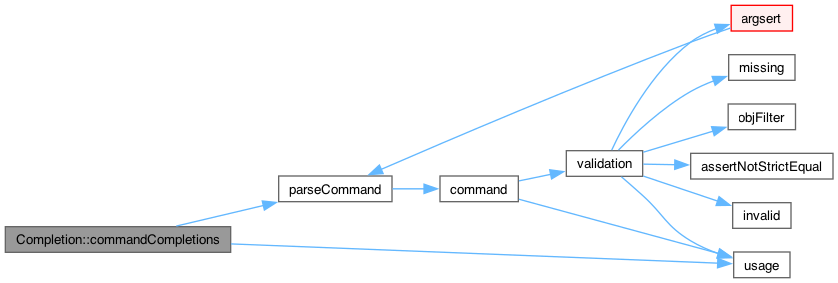 argsert
missing
objFilter
validation
assertNotStrictEqual
parseCommand
command
invalid
Completion::commandCompletions
usage